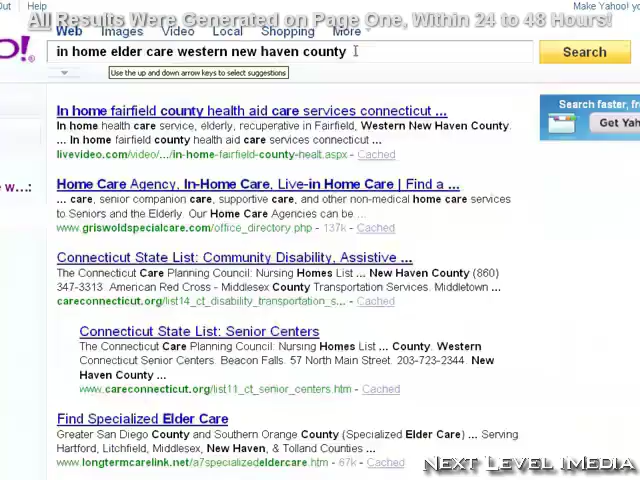 Out | Help
Make Yahoo! y
All Results Were Generated on Page One, Within 24 to 48 Hours!
Web Images Video Local Shopping More
O!® in home elder care western new haven county Search
Use the up and down arrow keys to select suggestions
In home fairfield county health aid care services connecticut ...
In home health care service, elderly, recuperative in Fairfield, Western New Haven County.
... In home fairfield county health aid care services connecticut ...
livevideo.com/video/.../in-home-fairfield-county-healt.aspx - Cached
Search faster, fr
Get Yah
e w...:
Home Care Agency, In-Home Care, Live-in Home Care | Find a ...
... care, senior companion care, supportive care, and other non-medical home care services
to Seniors and the Elderly. Our Home Care Agencies can be ...
www.griswoldspecialcare.com/office_directory.php - 137k - Cached
Connecticut State List: Community Disability, Assistive ...
The Connecticut Care Planning Council: Nursing Homes List ... New Haven County (860)
347-3313. American Red Cross - Middlesex County Transportation Services. Middletown ...
careconnecticut.org/list14_ct_disability_transportation_s... - Cached
Connecticut State List: Senior Centers
The Connecticut Care Planning Council: Nursing Homes List ... County. Western
Connecticut Senior Centers. Beacon Falls. 57 North Main Street. 203-723-2344. New
Haven County ...
www.careconnecticut.org/list11_ct_senior_centers.htm - Cached
Find Specialized Elder Care
Greater San Diego County and Southern Orange County (Specialized Elder Care) ... Serving
Hartford, Litchfield, Middlesex, New Haven, & Tolland Counties ...
www.longtermcarelink.net/a7specializedeldercare.htm - 67k - Cached
Next Level iMedia